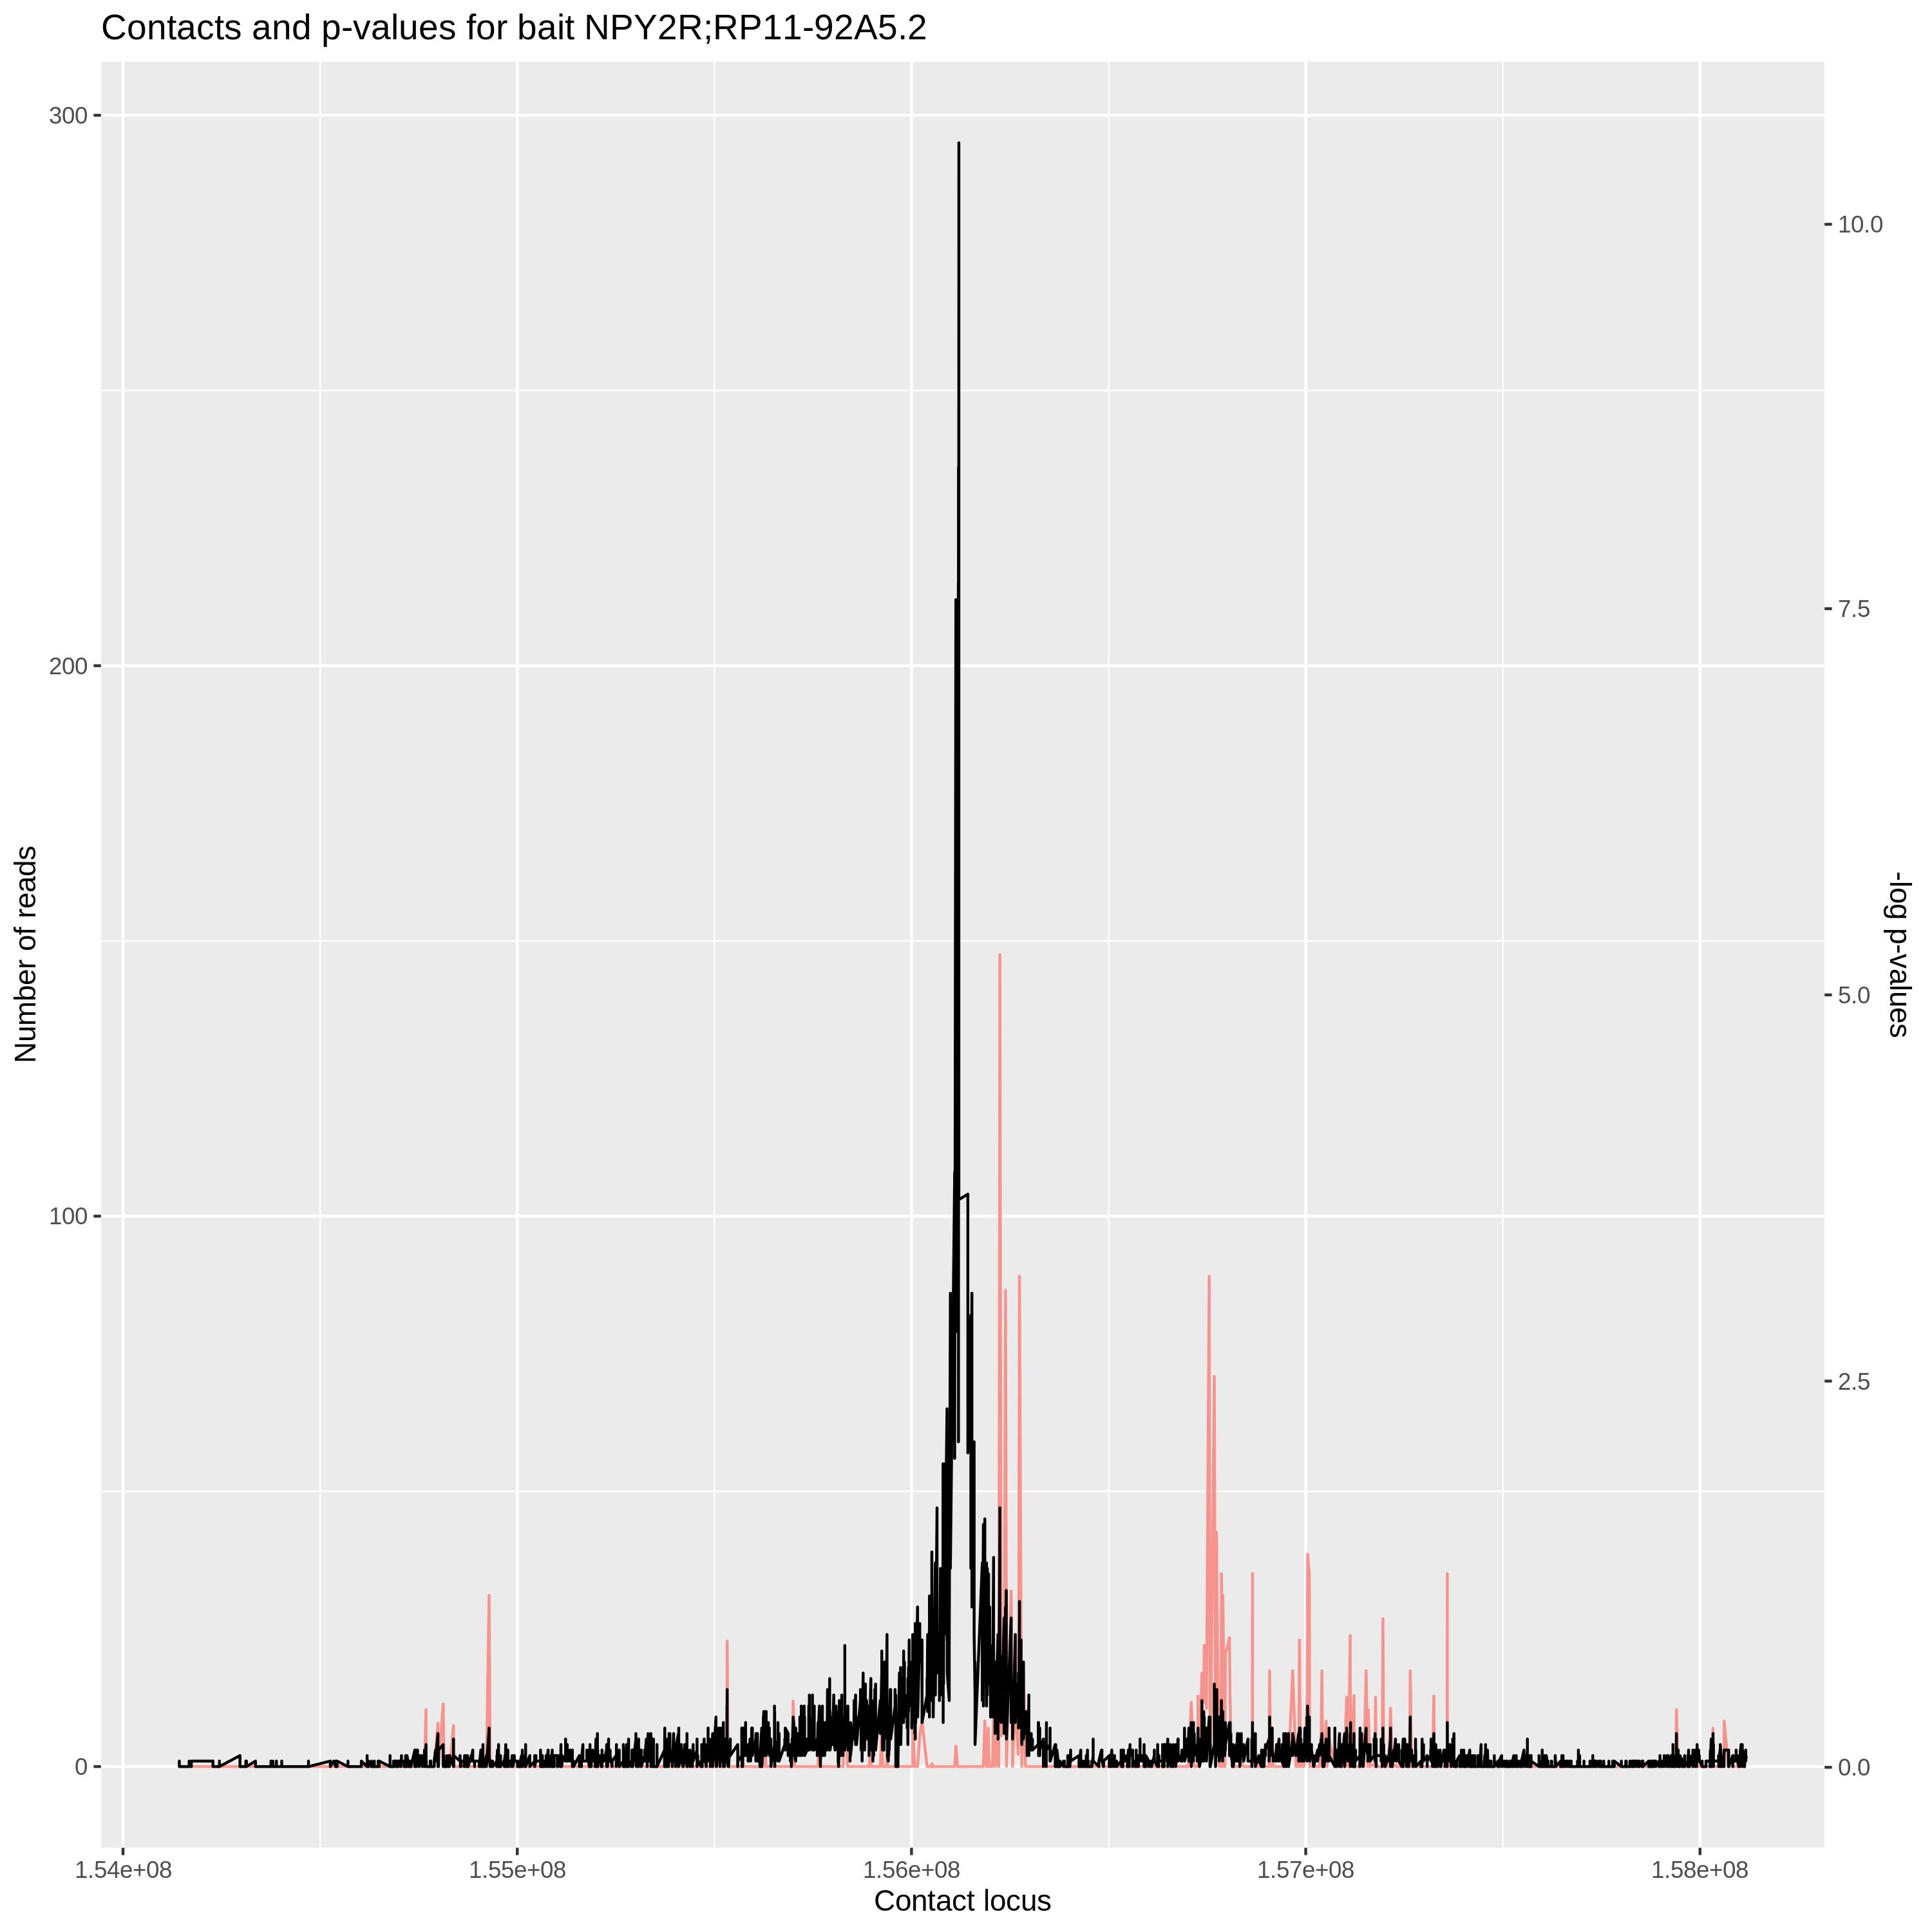 Contacts and p-values for bait NPY2R;RP11-92A5.2
300
200
100
0
Number of reads
10.0
7.5
5.0
2.5
0.0
-log p-values
1.54e+08
1.55e+08
1.56e+08
1.57e+08
1.58e+08
Contact locus